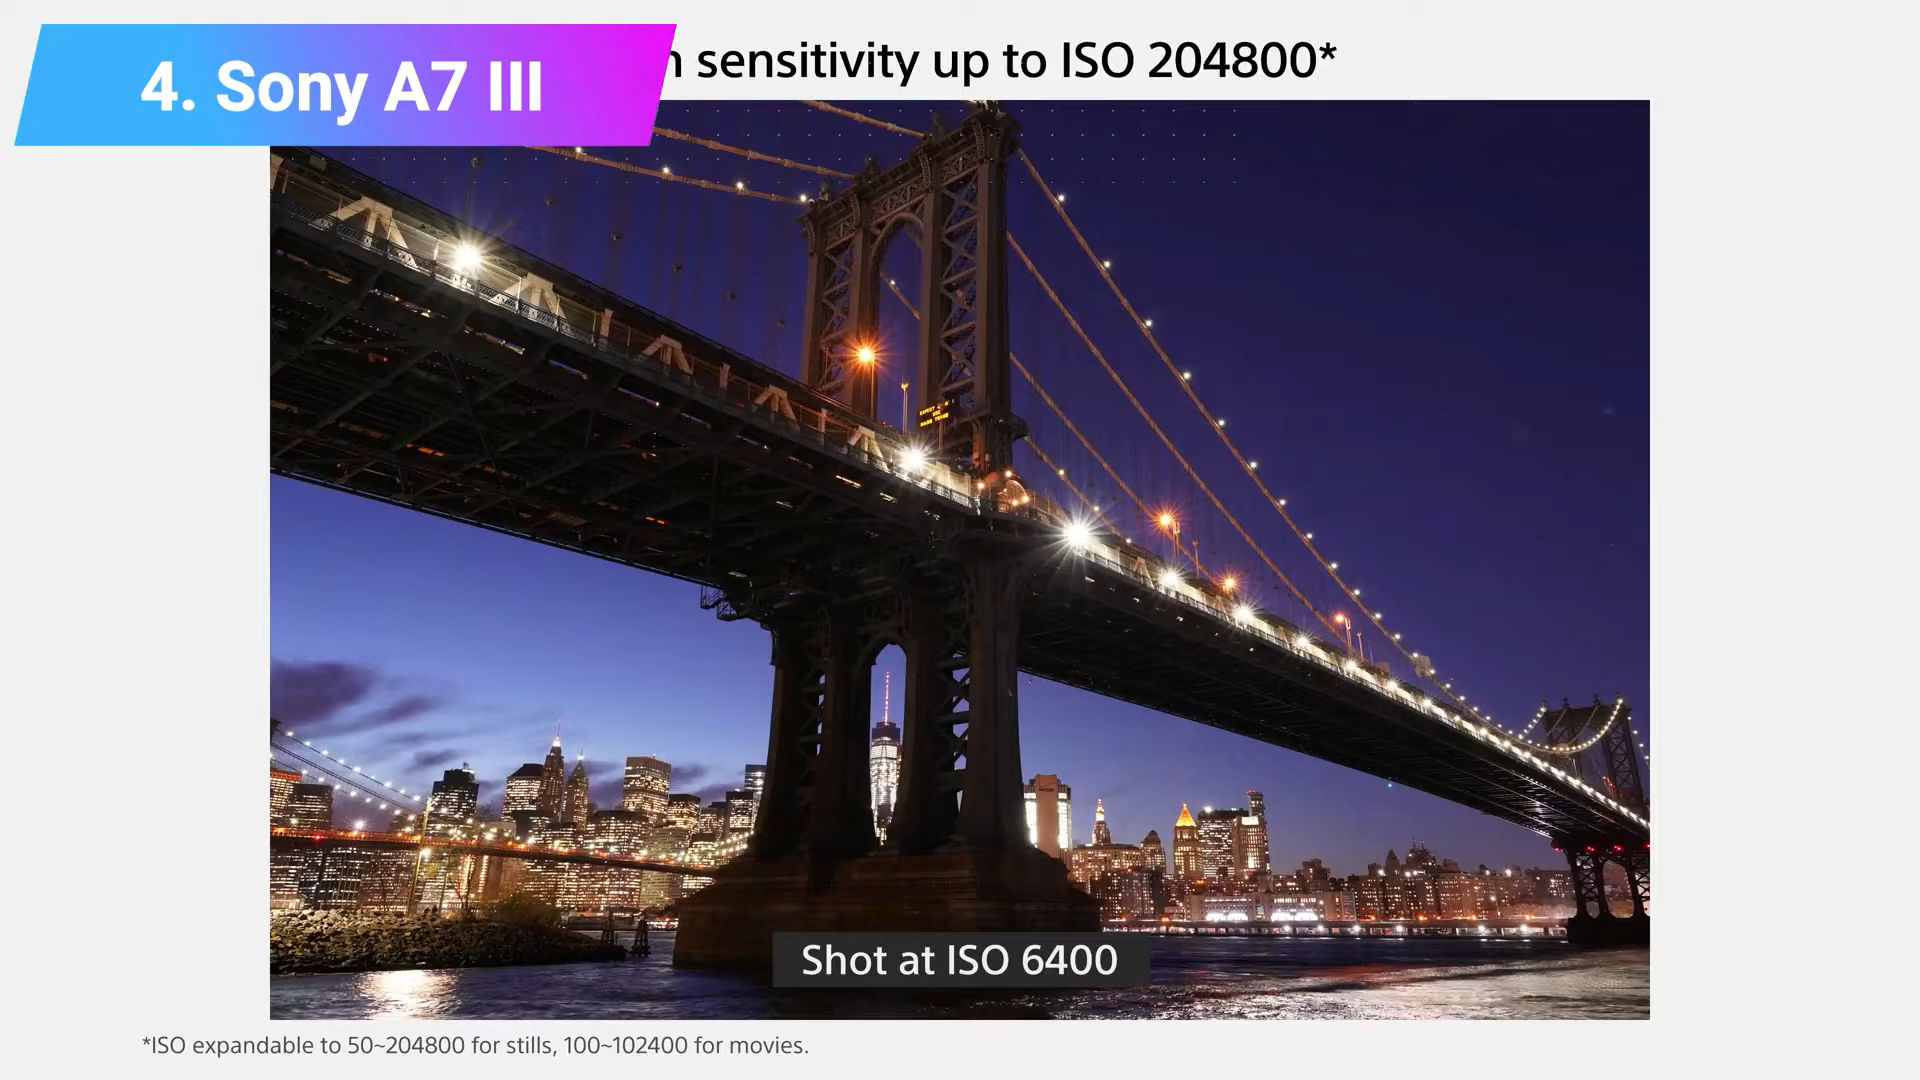 4. Sony A7 III
sensitivity up to ISO 204800*
Shot at ISO 6400
*ISO expandable to 50~204800 for stills, 100~102400 for movies.